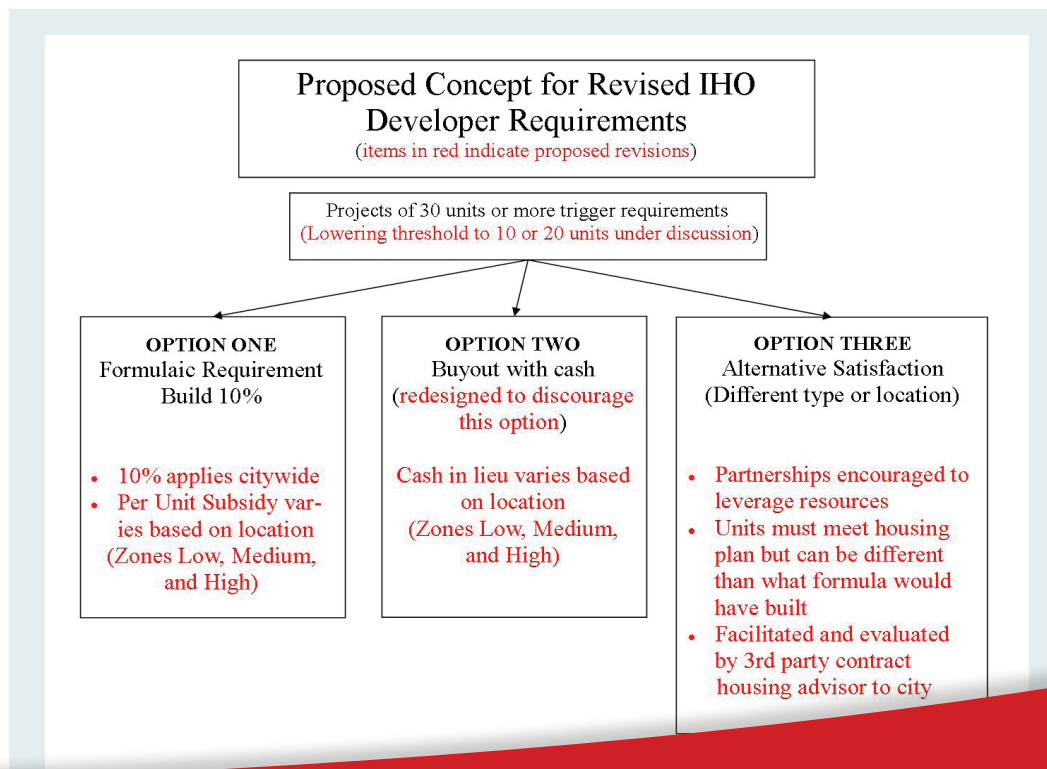 Proposed Concept for Revised IHO
Developer Requirements
(items in red indicate proposed revisions)
Projects of 30 units or more trigger requirements
(Lowering threshold to 10 or 20 units under discussion)
OPTION ONE
Formulaic Requirement
Build 10%
• 10% applies citywide
• Per Unit Subsidy var-
ies based on location
(Zones Low, Medium,
and High)
OPTION TWO
Buyout with cash
(redesigned to discourage
this option)
Cash in lieu varies based
on location
(Zones Low, Medium,
and High)
OPTION THREE
Alternative Satisfaction
(Different type or location)
• Partnerships encouraged to
leverage resources
• Units must meet housing
plan but can be different
than what formula would
have built
• Facilitated and evaluated
by 3rd party contract
housing advisor to city